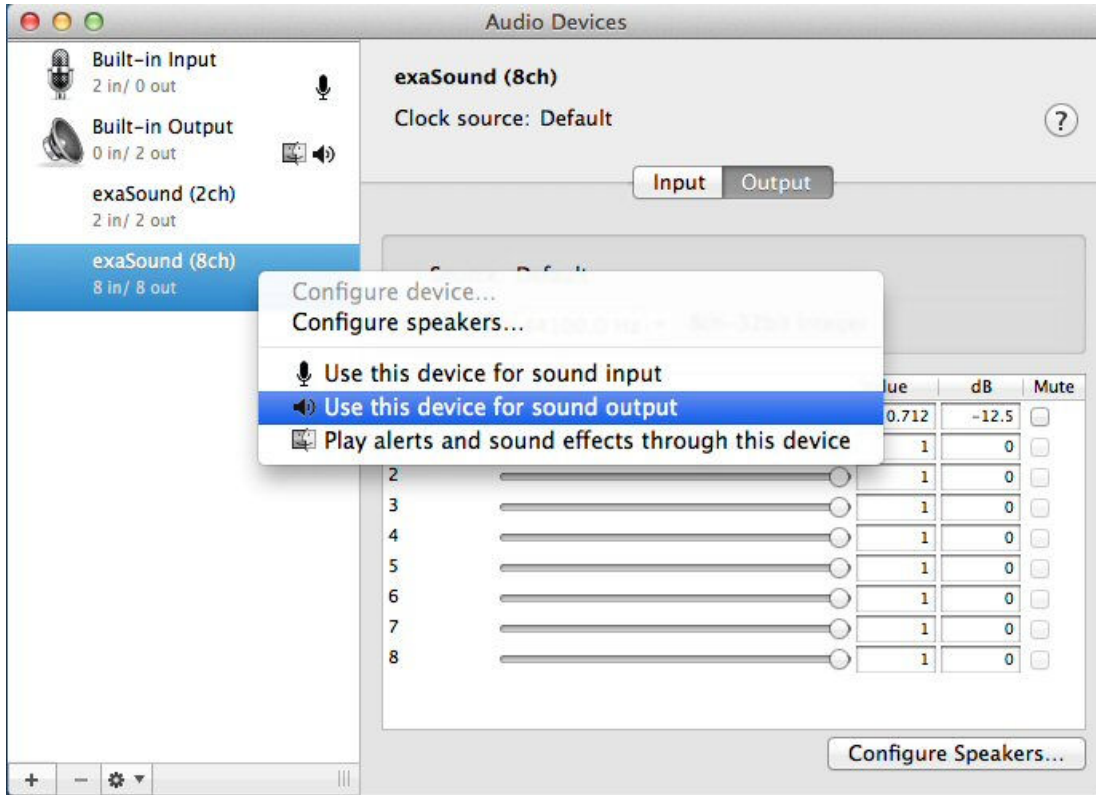 Audio Devices
Built-in Input
2 in/ 0 out
Built-in Output
0 in/ 2 out
exaSound (2ch)
2 in/ 2 out
exaSound (8ch)
8 in/ 8 out
exaSound (8ch)
Clock source: Default
?
Input Output
Default
Configure device...
Configure speakers...
Use this device for sound input
Use this device for sound output
Play alerts and sound effects through this device
dB Mute
0.712 -12.5
1 0
2 1 0
3 1 0
4 1 0
5 1 0
6 1 0
7 1 0
8 1 0
Configure Speakers...
+ −